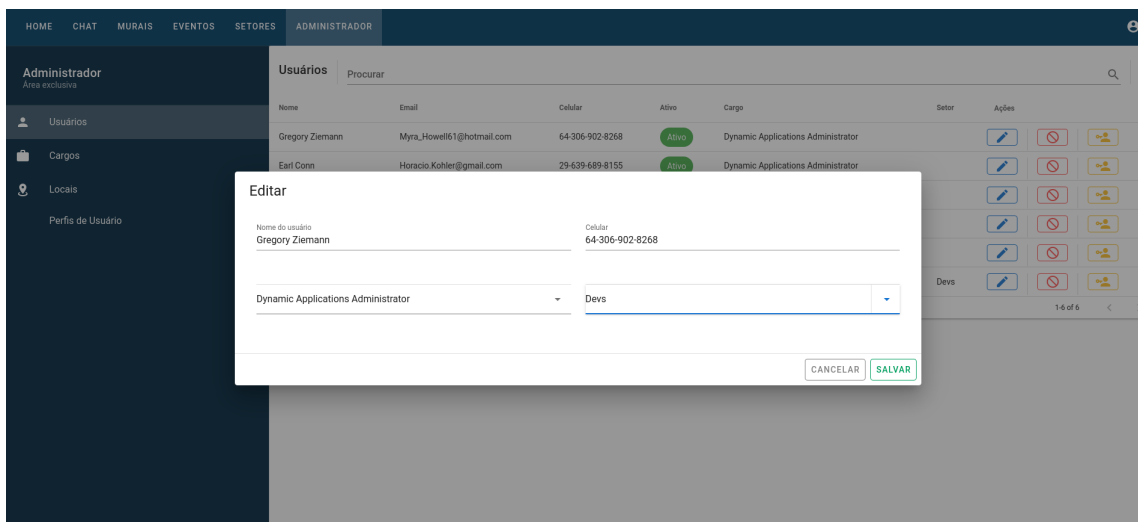 HOME CHAT MURAIS EVENTOS SETORES ADMINISTRADOR
Administrador
Área exclusiva
Usuários
Cargos
Locais
Perfis de Usuário
Usuários Procurar
Nome Email Celular Ativo Cargo Setor Ações
Gregory Ziemann Myra_Howell61@hotmail.com 64-306-902-8268 Ativo Dynamic Applications Administrator
Earl Conn Horacio.Kohler@gmail.com 29-639-689-8155 Ativo Dynamic Applications Administrator
Devs
1-6 of 6
Editar
Nome do usuário Celular
Gregory Ziemann 64-306-902-8268
Dynamic Applications Administrator Devs
CANCELAR SALVAR